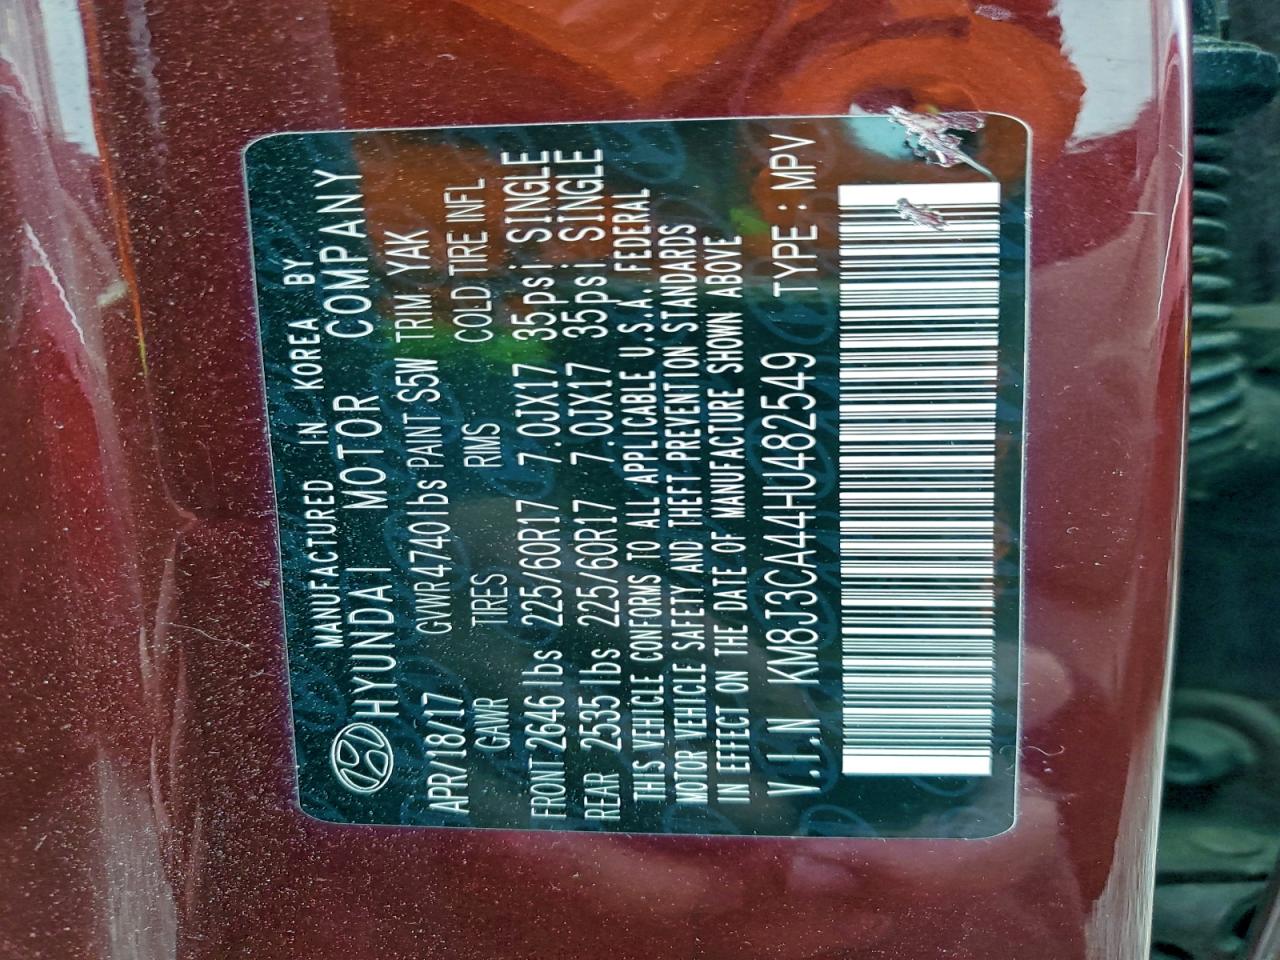 MANUFACTURED IN KOREA BY
HYUNDAI MOTOR COMPANY
APR/18/17 GWR4740lbs PAINT S5W TRIM YAK
GAWR TIRES RIMS COLD TIRE INFL
FRONT 2646 lbs 225/60R17 7.0JX17 35psi SINGLE
REAR 2535 lbs 225/60R17 7.0JX17 35psi SINGLE
THIS VEHICLE CONFORMS TO ALL APPLICABLE U.S.A. FEDERAL
MOTOR VEHICLE SAFETY AND THEFT PREVENTION STANDARDS
IN EFFECT ON THE DATE OF MANUFACTURE SHOWN ABOVE
V.I.N KM8J3CA44HU482549 TYPE : MPV